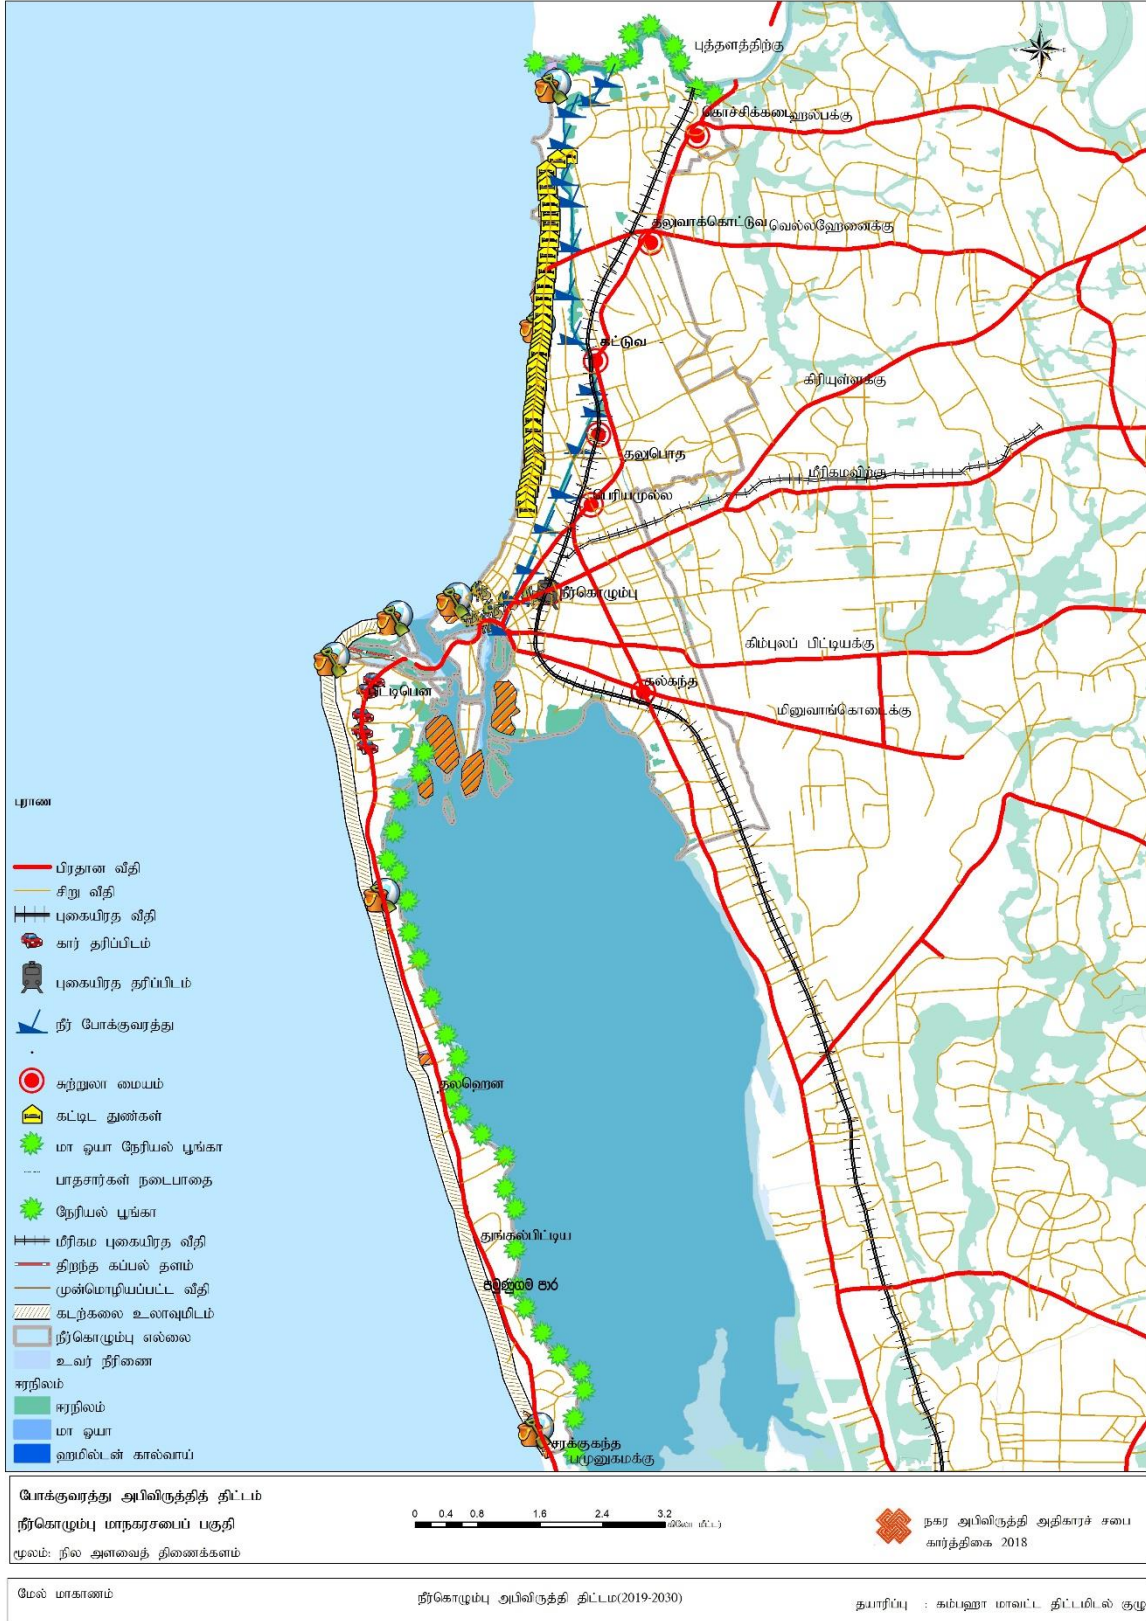 புத்தளத்திற்கு
கொச்சிக்கடை
ஹல்பக்கு
தலுவாக்கொட்டுவ
வெல்லஹேனைக்கு
கட்டுவ
கிரியுள்ளக்கு
தலுபொத
மீரிகமவிற்கு
பெரியமுல்ல
நீர்கொழும்பு
கிம்புலப் பிட்டியக்கு
கல்கந்த
மினுவாங்கொடைக்கு
புராண
பிரதான வீதி
சிறு வீதி
புகையிரத வீதி
கார் தரிப்பிடம்
புகையிரத தரிப்பிடம்
நீர் போக்குவரத்து
சுற்றுலா மையம்
கட்டிட துண்கள்
மா ஓயா நேரியல் பூங்கா
பாதசார்கள் நடைபாதை
நேரியல் பூங்கா
மீரிகம புகையிரத வீதி
திறந்த கப்பல் தளம்
முன்மொழியப்பட்ட வீதி
கடற்கலை உலாவுமிடம்
நீர்கொழும்பு எல்லை
உவர் நீரிணை
ஈரநிலம்
ஈரநிலம்
மா ஓயா
ஹமில்டன் கால்வாய்
தலஹென
துங்கல்பிட்டிய
පමුණුගම පාර
சரக்குகந்த
பமுனுகமக்கு
போக்குவரத்து அபிவிருத்தித் திட்டம்
நீர்கொழும்பு மாநகரசபைப் பகுதி
மூலம்: நில அளவைத் திணைக்களம்
0 0.4 0.8 1.6 2.4 3.2
நகர அபிவிருத்தி அதிகாரச் சபை
கார்த்திகை 2018
மேல் மாகாணம்
நீர்கொழும்பு அபிவிருத்தி திட்டம(2019-2030)
தயாரிப்பு : கம்பஹா மாவட்ட திட்டமிடல் குழு